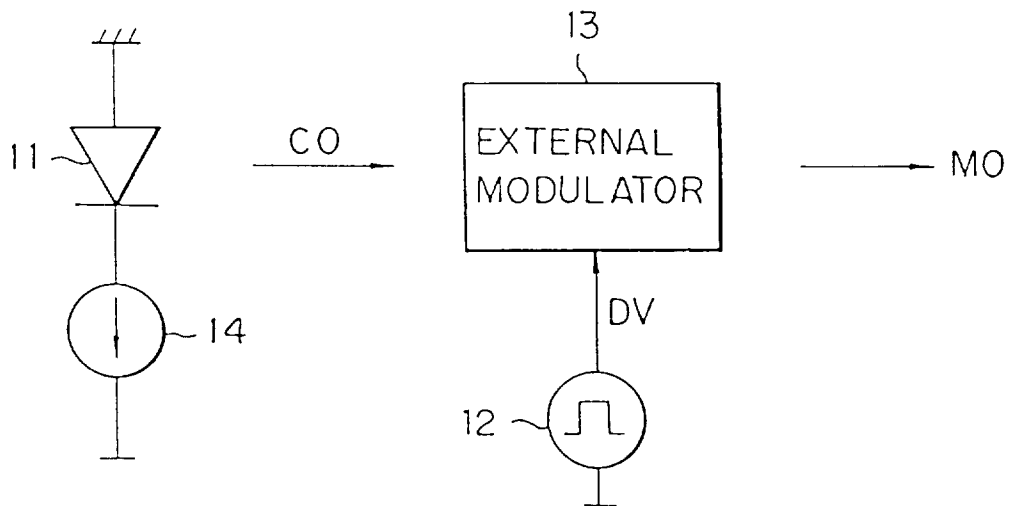 13
11
CO
EXTERNAL
MODULATOR
MO
14
DV
12